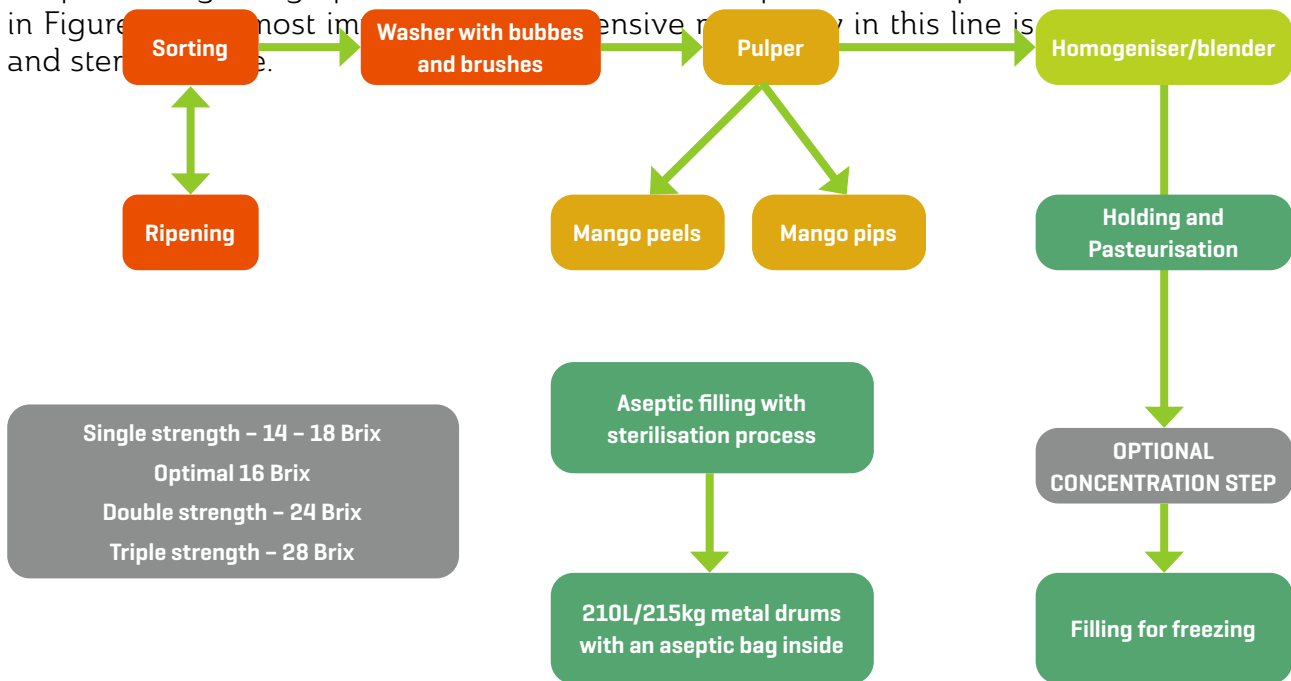 in Figure most in this line is
and
Sorting
Washer with bubbes
and brushes
Pulper
Homogeniser/blender
Ripening
Mango peels
Mango pips
Holding and
Pasteurisation
Single strength – 14 – 18 Brix
Optimal 16 Brix
Double strength – 24 Brix
Triple strength – 28 Brix
Aseptic filling with
sterilisation process
OPTIONAL
CONCENTRATION STEP
210L/215kg metal drums
with an aseptic bag inside
Filling for freezing